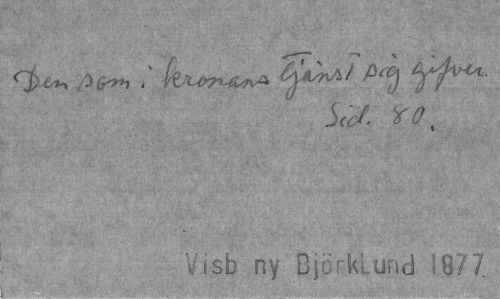 Den som i kronans tjänst sig gifver.
Sid. 80.
Visb ny Björklund 1877